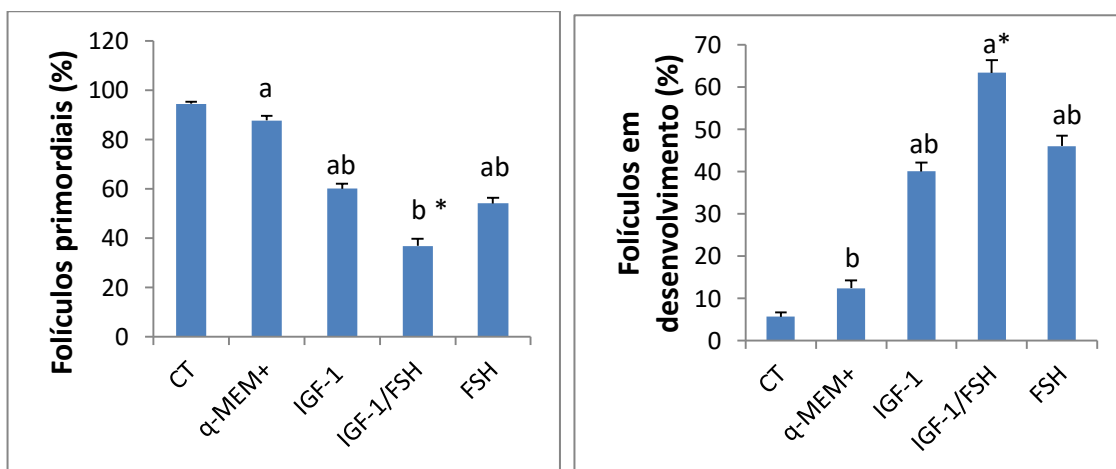 Folículos primordiais (%)
120
100
80
60
40
20
0
a
ab
b *
ab
CT
q-MEM+
IGF-1
IGF-1/FSH
FSH
Folículos em
desenvolvimento (%)
70
60
50
40
30
20
10
0
b
ab
a*
ab
CT
q-MEM+
IGF-1
IGF-1/FSH
FSH